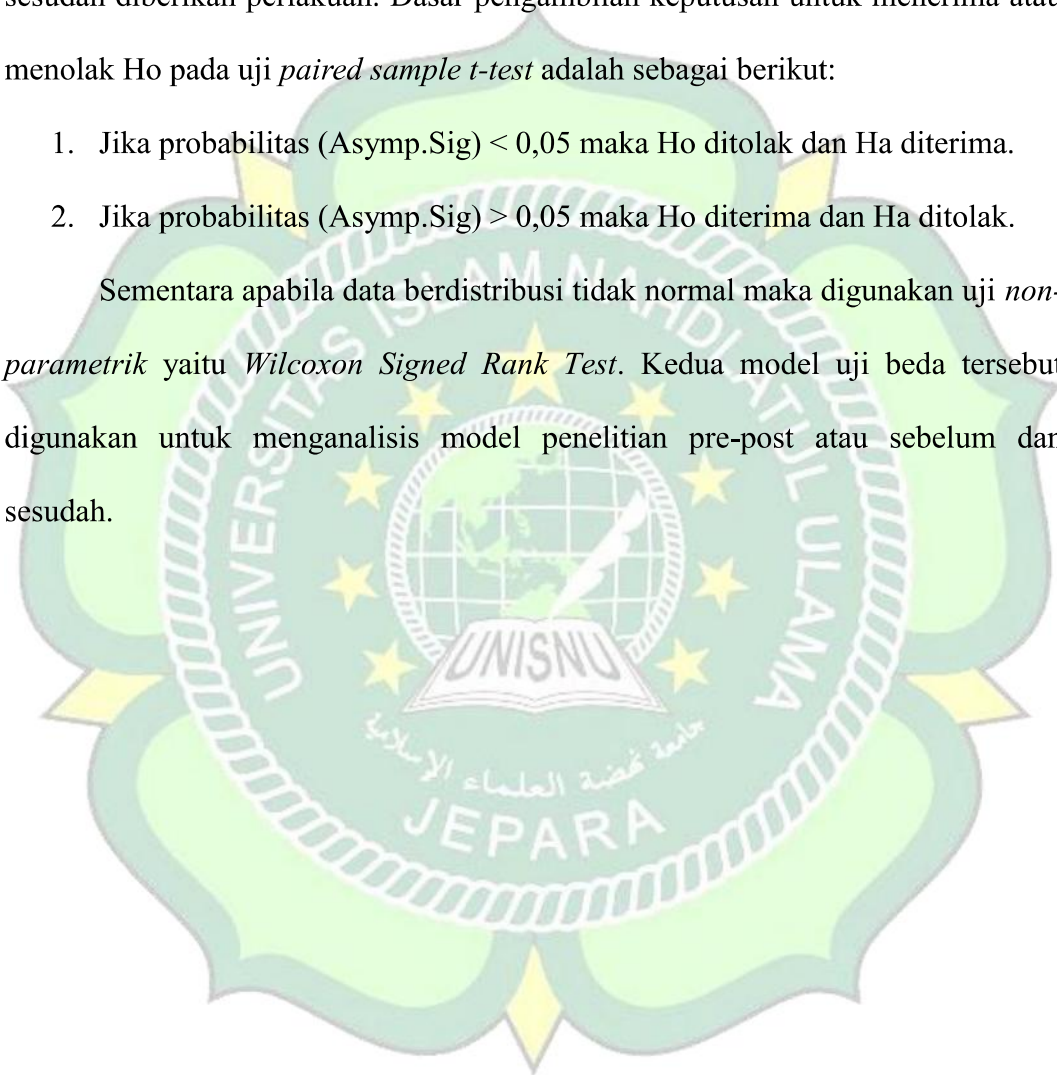 sesudah diberikan perlakuan. Dasar pengambilan keputusan untuk menerima atau
menolak Ho pada uji paired sample t-test adalah sebagai berikut:
1. Jika probabilitas (Asymp.Sig) < 0,05 maka Ho ditolak dan Ha diterima.
2. Jika probabilitas (Asymp.Sig) > 0,05 maka Ho diterima dan Ha ditolak.
Sementara apabila data berdistribusi tidak normal maka digunakan uji non-
parametrik yaitu Wilcoxon Signed Rank Test. Kedua model uji beda tersebut
digunakan untuk menganalisis model penelitian pre-post atau sebelum dan
sesudah.
UNIVERSITAS ISLAM NAHDLATUL ULAMA
UNISNU
جامعة نهضة العلماء الإسلامية
JEPARA